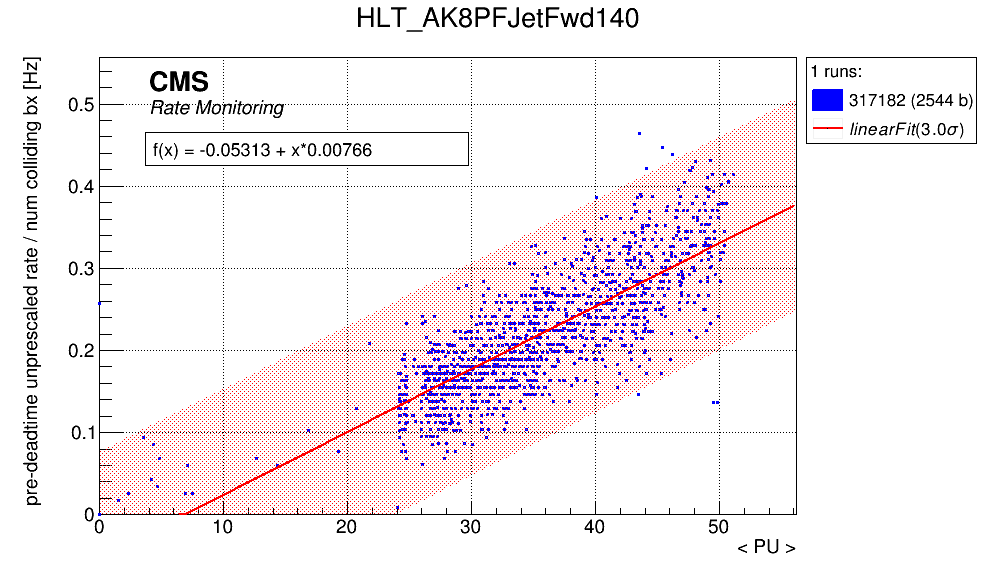 HLT_AK8PFJetFwd140
pre-deadtime unprescaled rate / num colliding bx [Hz]
CMS
Rate Monitoring
f(x) = -0.05313 + x*0.00766
0.5
0.4
0.3
0.2
0.1
0
0 10 20 30 40 50
< PU >
1 runs:
317182 (2544 b)
linearFit(3.0σ)